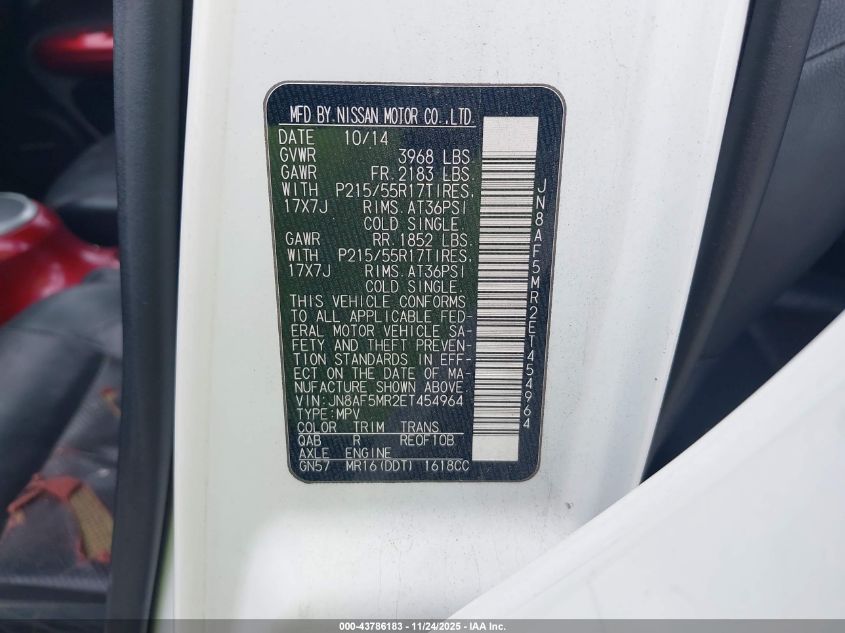 MFD BY NISSAN MOTOR CO.,LTD.
DATE 10/14
GVWR 3968 LBS.
GAWR FR. 2183 LBS.
WITH P215/55R17TIRES,
17X7J RIMS. AT36PSI
COLD SINGLE.
GAWR RR. 1852 LBS.
WITH P215/55R17TIRES,
17X7J RIMS. AT36PSI
COLD SINGLE.
THIS VEHICLE CONFORMS
TO ALL APPLICABLE FED-
ERAL MOTOR VEHICLE SA-
FETY AND THEFT PREVEN-
TION STANDARDS IN EFF-
ECT ON THE DATE OF MA-
NUFACTURE SHOWN ABOVE.
VIN:JN8AF5MR2ET454964
TYPE:MPV
COLOR TRIM TRANS
QAB R RE0F10B
AXLE ENGINE
GN57 MR16(DDT) 1618CC
JN8AF5MR2ET454964
000-43786183 - 11/24/2025 - IAA Inc.